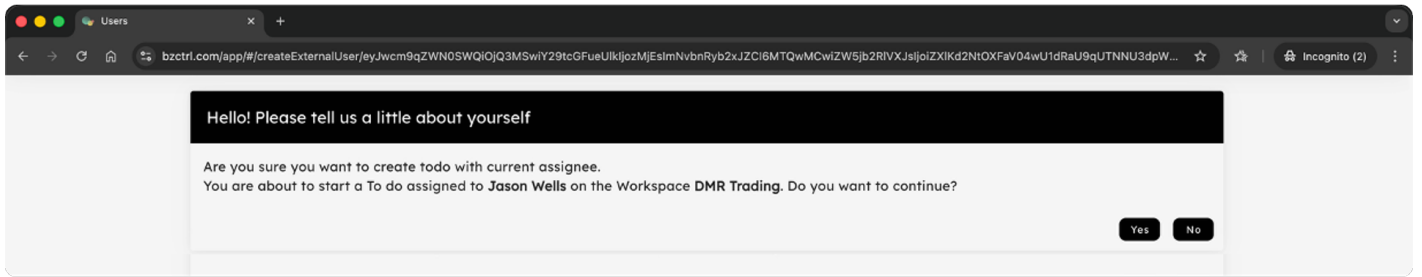 Users
bzctrl.com/app/#/createExternalUser/
Incognito (2)
Hello! Please tell us a little about yourself
Are you sure you want to create todo with current assignee.
You are about to start a To do assigned to Jason Wells on the Workspace DMR Trading. Do you want to continue?
Yes No